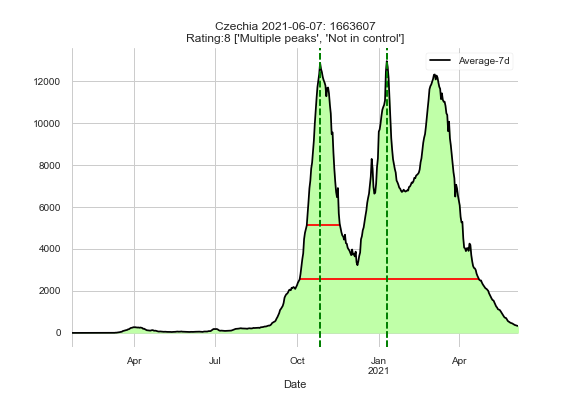 Czechia 2021-06-07: 1663607
Rating:8 ['Multiple peaks', 'Not in control']
Average-7d
12000
10000
8000
6000
4000
2000
0
Apr
Jul
Oct
Jan
2021
Apr
Date